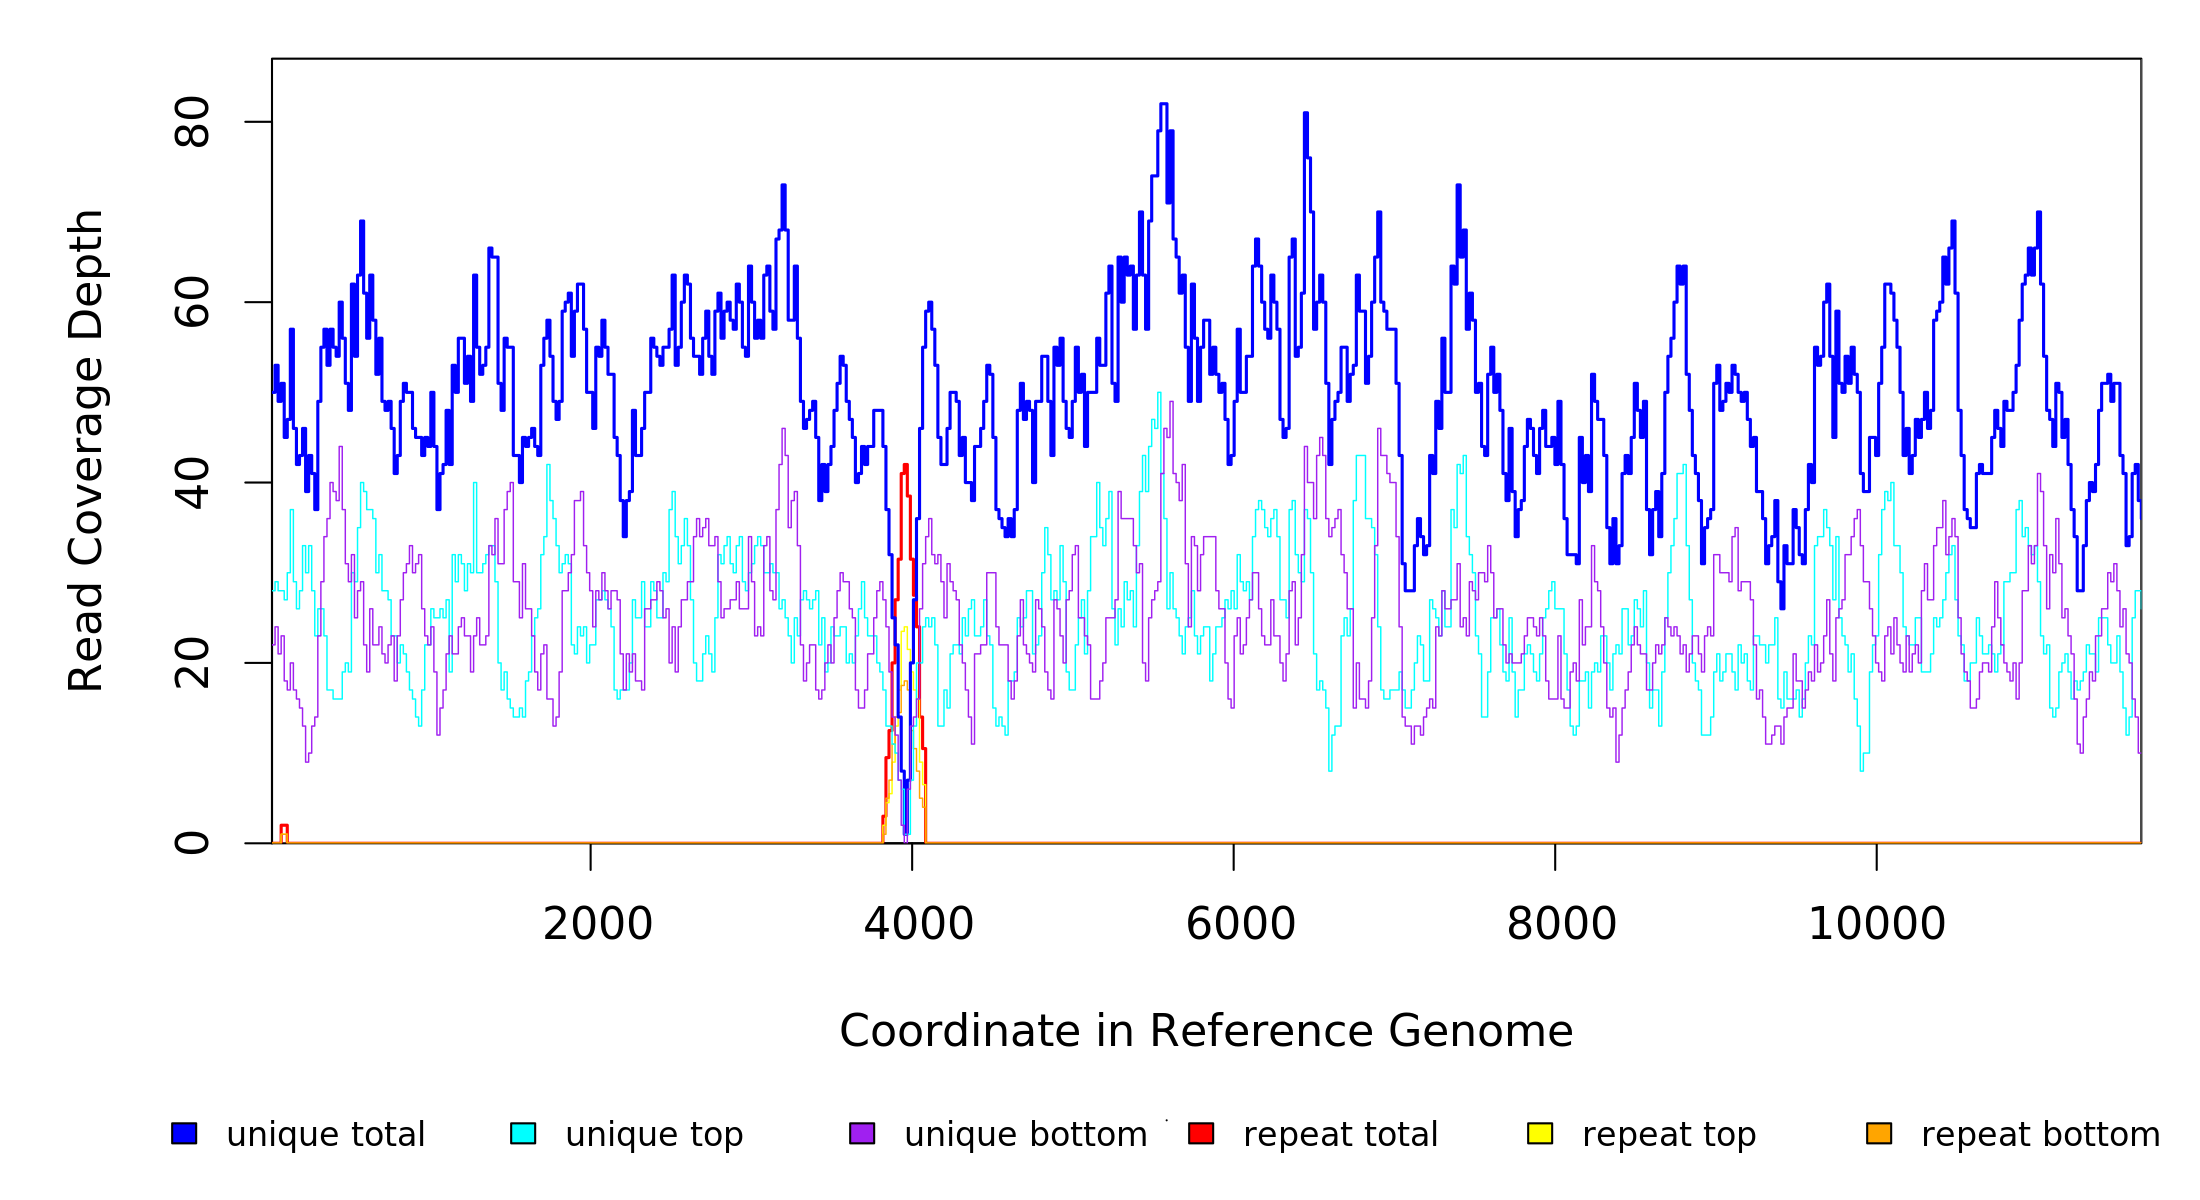 Read Coverage Depth
80
60
40
20
0
2000 4000 6000 8000 10000
Coordinate in Reference Genome
unique total unique top unique bottom repeat total repeat top repeat bottom